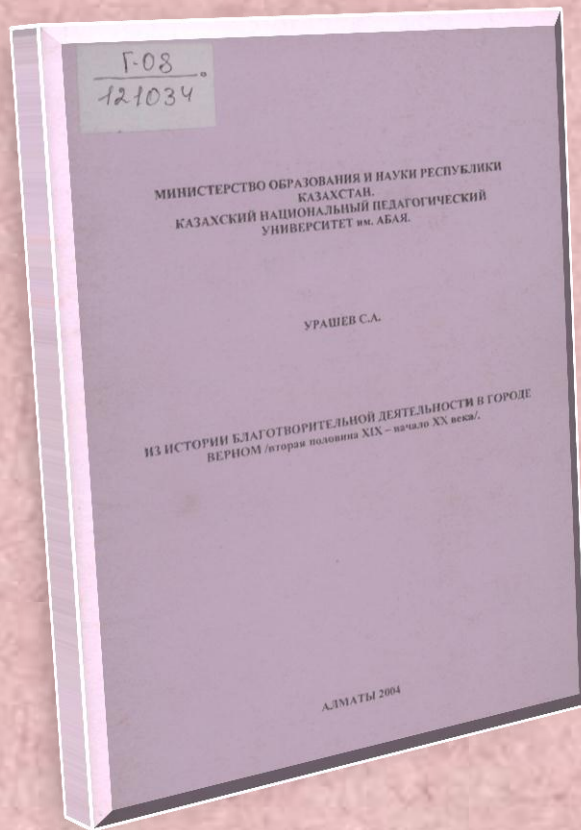 Г-08
121034
МИНИСТЕРСТВО ОБРАЗОВАНИЯ И НАУКИ РЕСПУБЛИКИ
КАЗАХСТАН.
КАЗАХСКИЙ НАЦИОНАЛЬНЫЙ ПЕДАГОГИЧЕСКИЙ
УНИВЕРСИТЕТ им. АБАЯ.
УРАШЕВ С.А.
ИЗ ИСТОРИИ БЛАГОТВОРИТЕЛЬНОЙ ДЕЯТЕЛЬНОСТИ В ГОРОДЕ
ВЕРНОМ /вторая половина XIX – начало XX века/.
АЛМАТЫ 2004